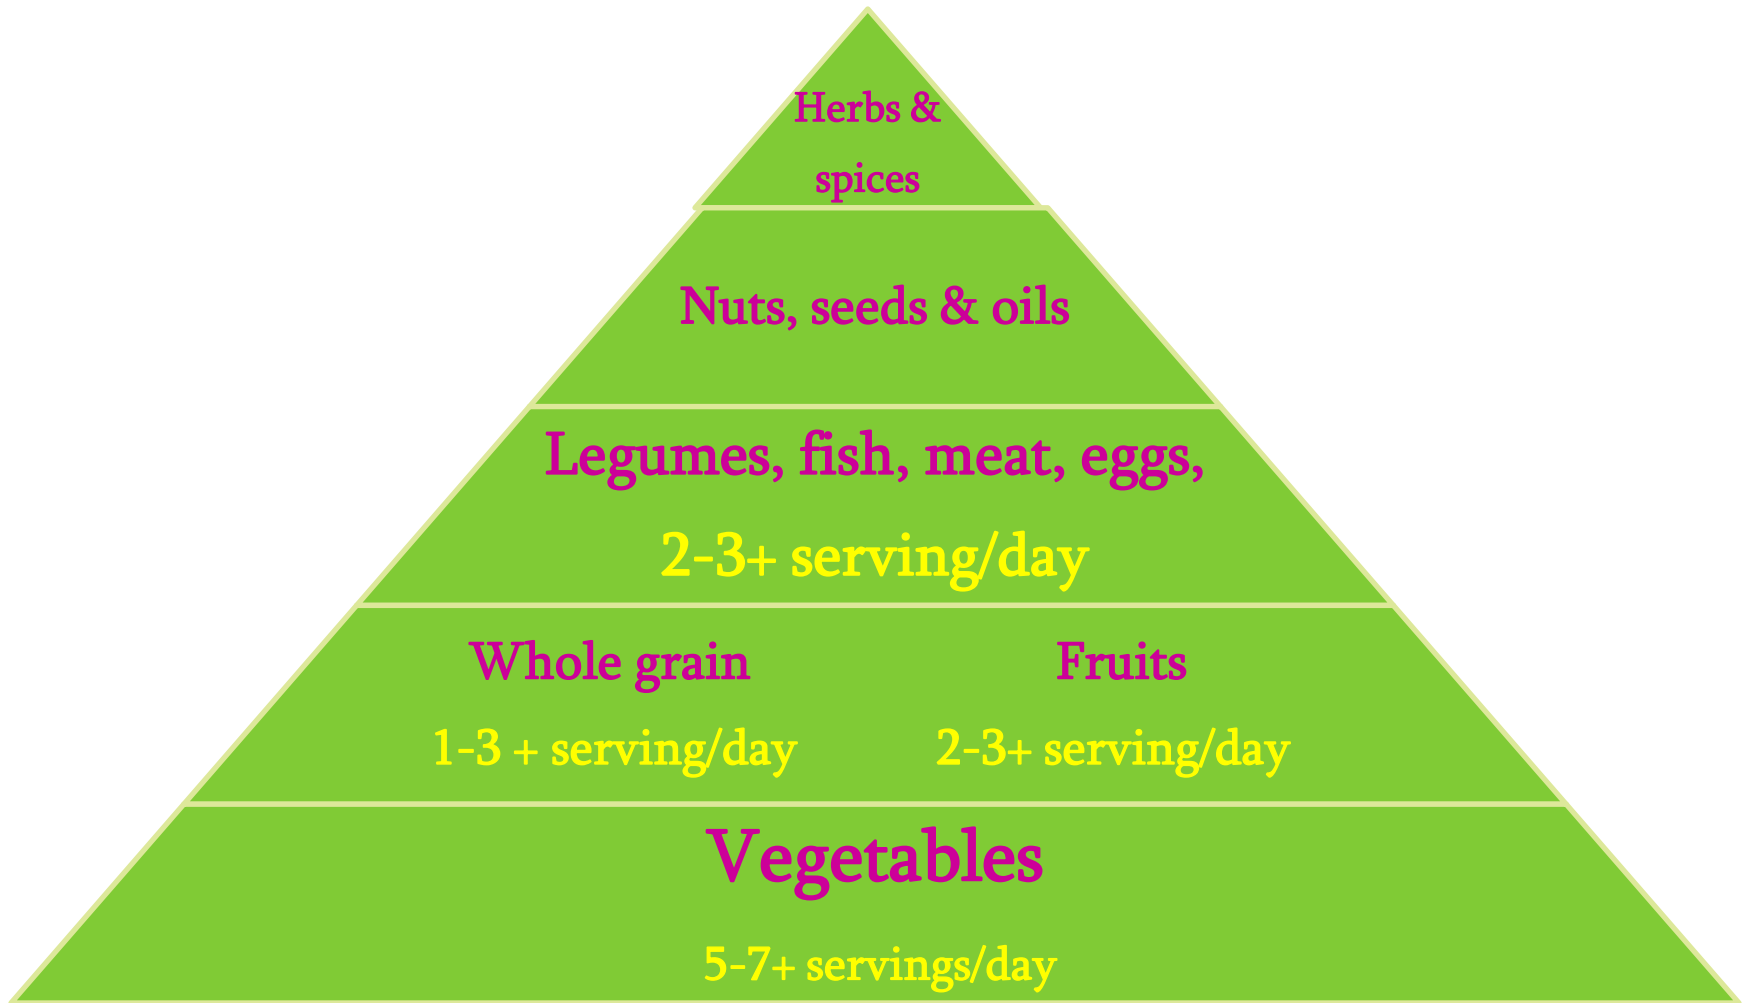 Herbs &
spices
Nuts, seeds & oils
Legumes, fish, meat, eggs,
2-3+ serving/day
Whole grain
Fruits
1-3 + serving/day
2-3+ serving/day
Vegetables
5-7+ servings/day